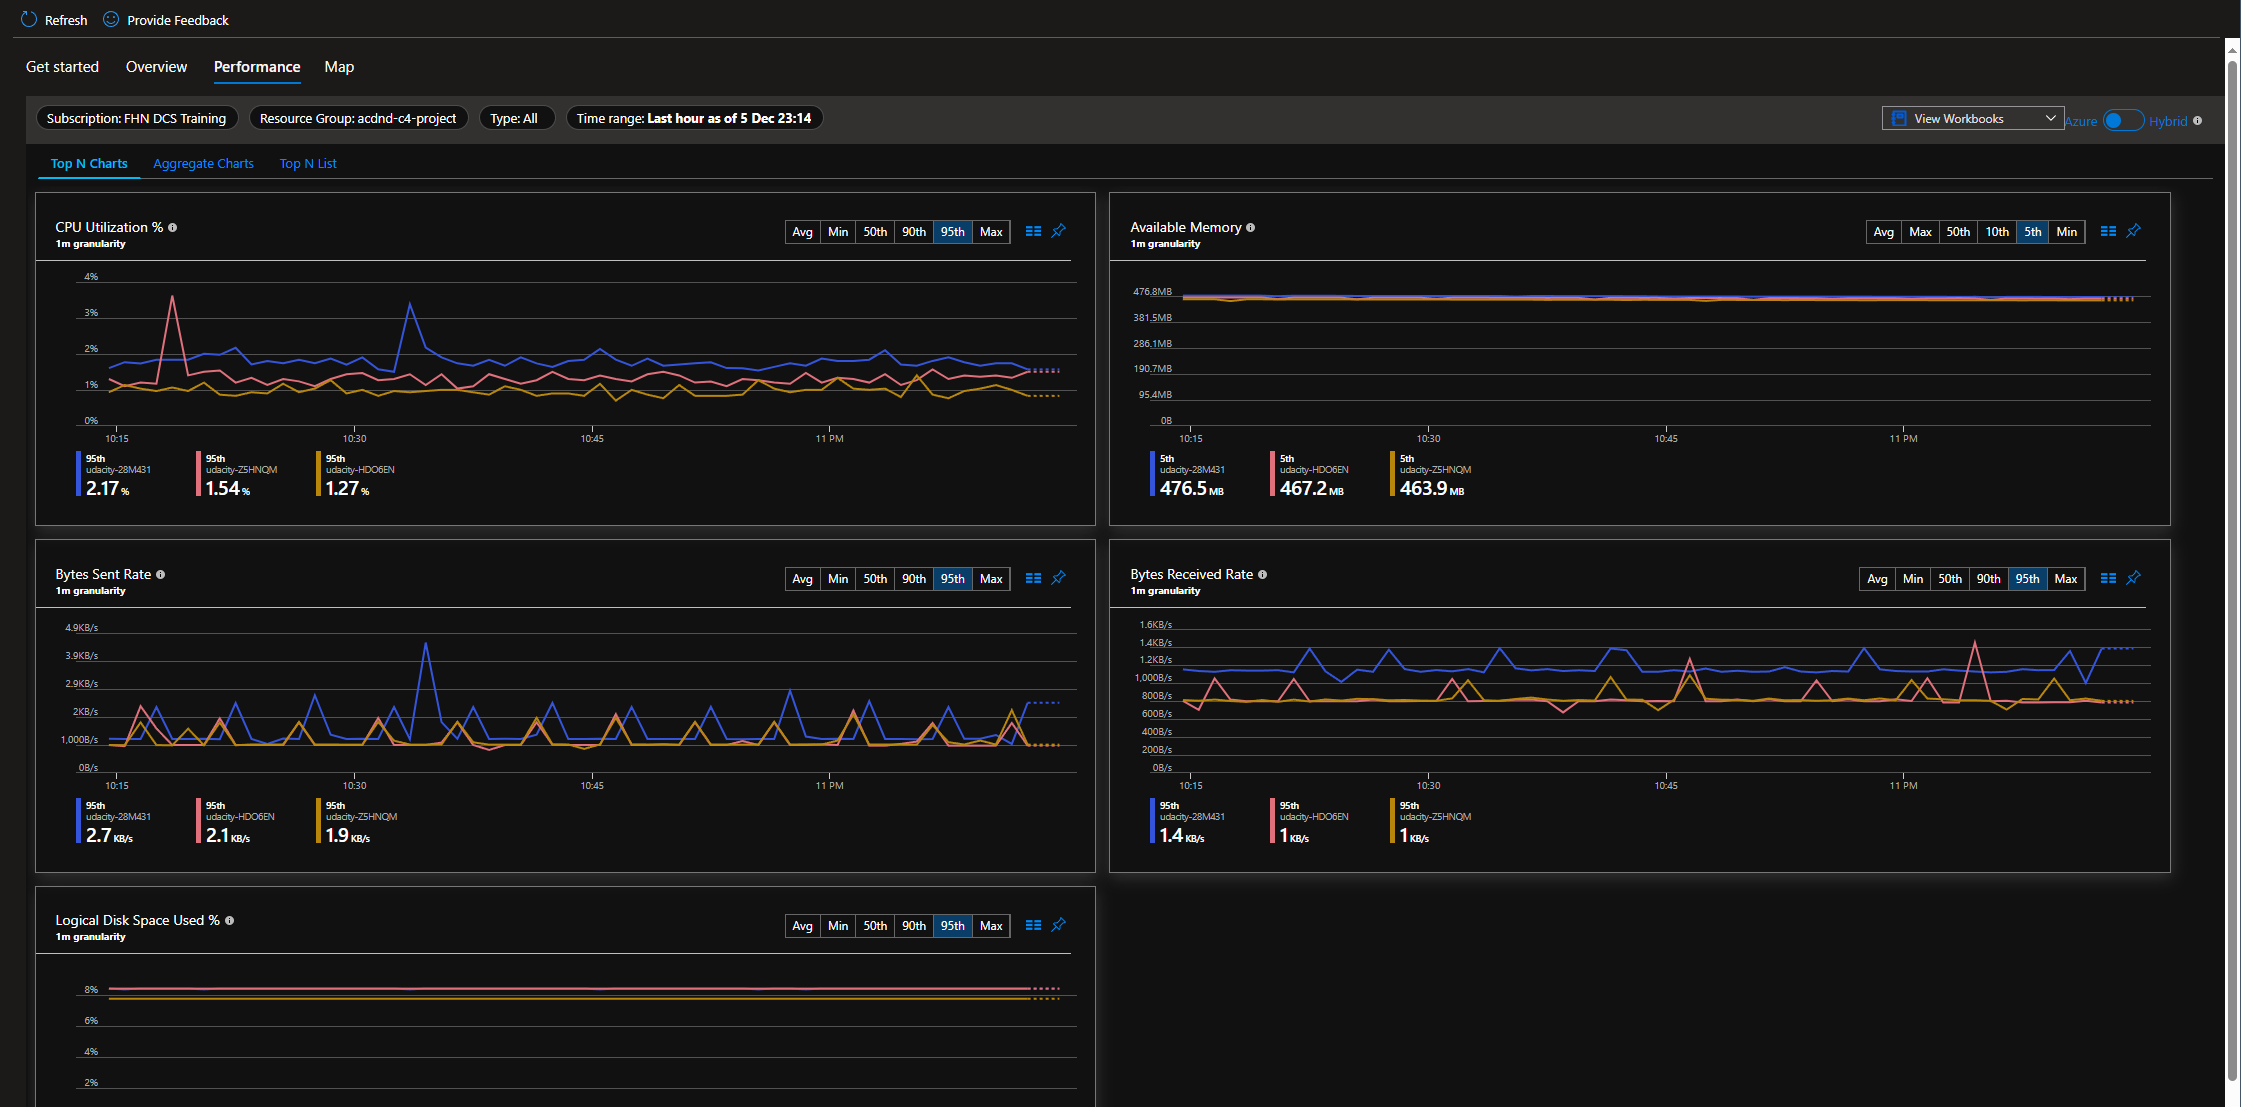 Refresh Provide Feedback
Get started Overview Performance Map
Subscription: FHN DCS Training Resource Group: acdnd-c4-project Type: All Time range: Last hour as of 5 Dec 23:14 View Workbooks Azure Hybrid
Top N Charts Aggregate Charts Top N List
CPU Utilization %
1m granularity
Avg Min 50th 90th 95th Max
4%
3%
2%
1%
0%
10:15 10:30 10:45 11 PM
95th 95th 95th
udacity-28M431 udacity-Z5HNQM udacity-HDO6EN
2.17 % 1.54 % 1.27 %
Available Memory
1m granularity
Avg Max 50th 10th 5th Min
476.8MB
381.5MB
286.1MB
190.7MB
95.4MB
0B
10:15 10:30 10:45 11 PM
5th 5th 5th
udacity-28M431 udacity-HDO6EN udacity-Z5HNQM
476.5 MB 467.2 MB 463.9 MB
Bytes Sent Rate
1m granularity
Avg Min 50th 90th 95th Max
4.9KB/s
3.9KB/s
2.9KB/s
2KB/s
1,000B/s
0B/s
10:15 10:30 10:45 11 PM
95th 95th 95th
udacity-28M431 udacity-HDO6EN udacity-Z5HNQM
2.7 KB/s 2.1 KB/s 1.9 KB/s
Bytes Received Rate
1m granularity
Avg Min 50th 90th 95th Max
1.6KB/s
1.4KB/s
1.2KB/s
1,000B/s
800B/s
600B/s
400B/s
200B/s
0B/s
10:15 10:30 10:45 11 PM
95th 95th 95th
udacity-28M431 udacity-HDO6EN udacity-Z5HNQM
1.4 KB/s 1 KB/s 1 KB/s
Logical Disk Space Used %
1m granularity
Avg Min 50th 90th 95th Max
8%
6%
4%
2%